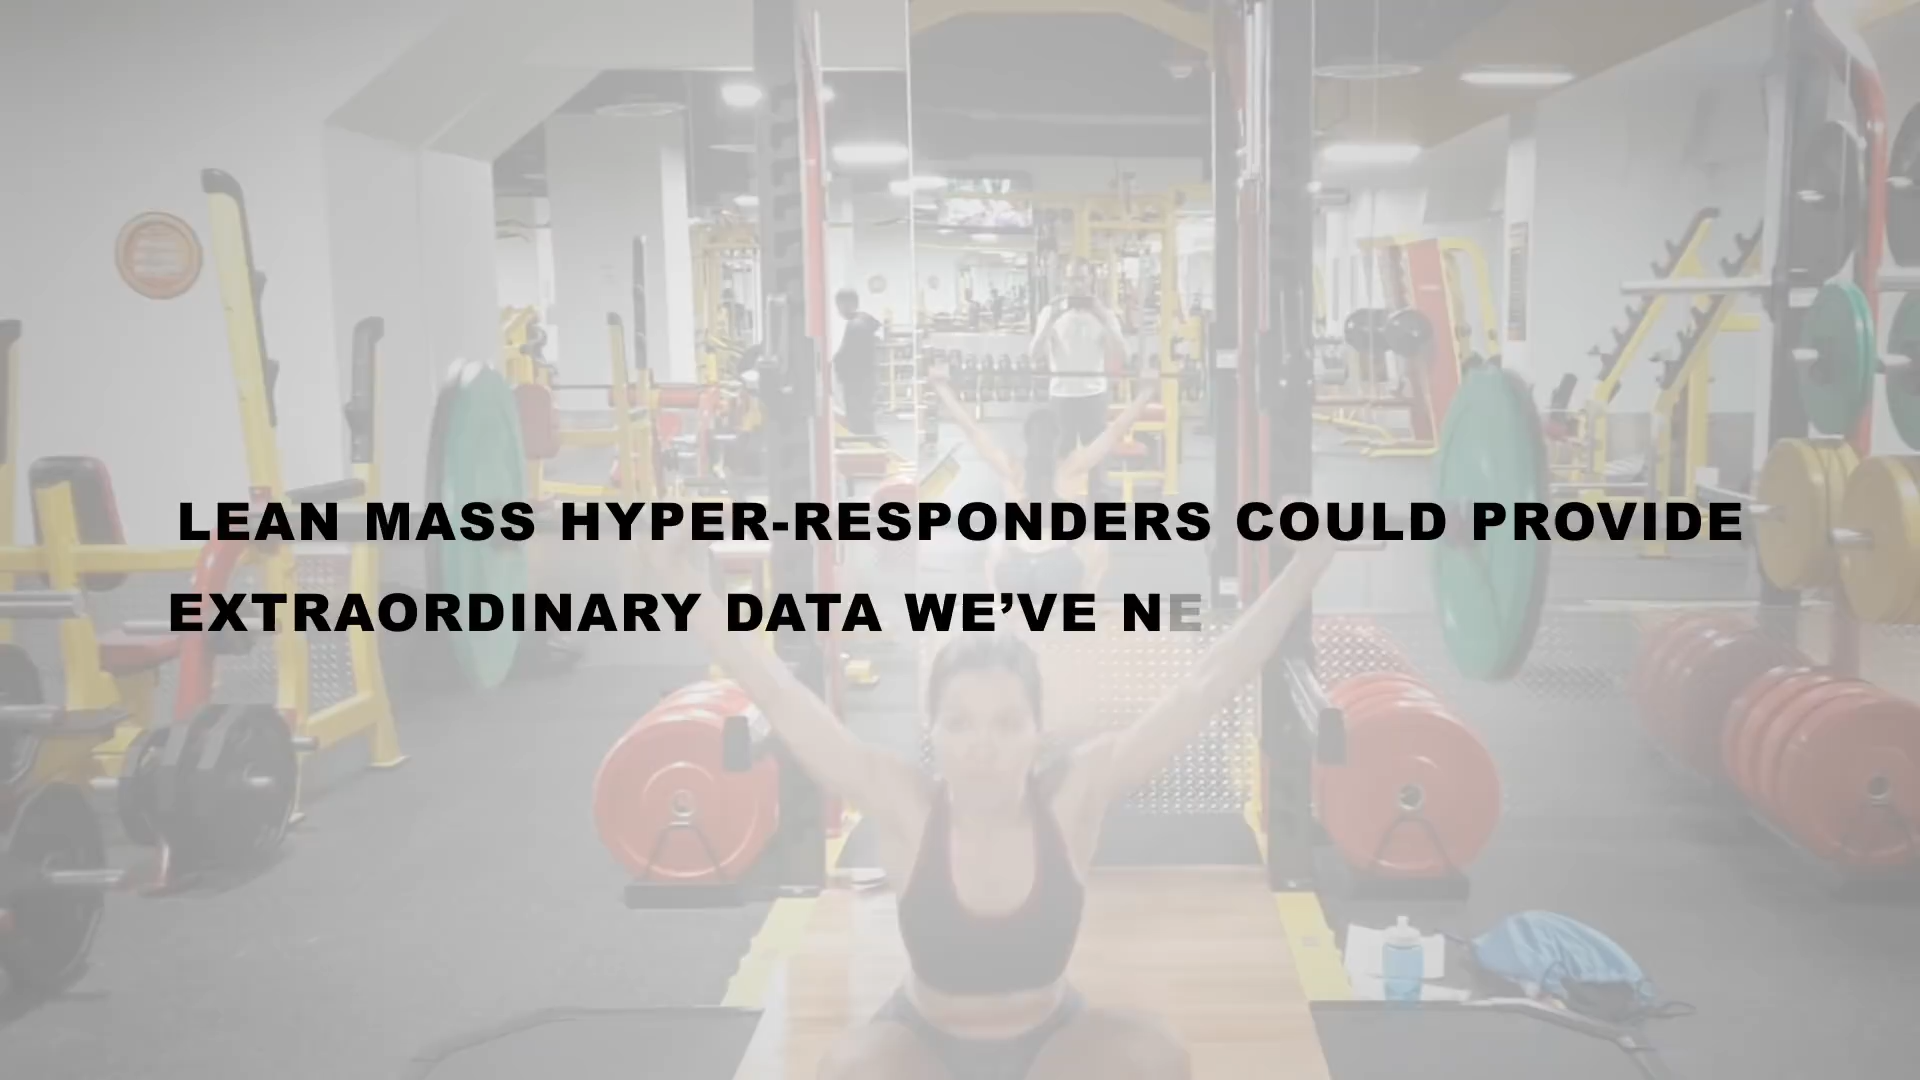 LEAN MASS HYPER-RESPONDERS COULD PROVIDE
EXTRAORDINARY DATA WE’VE NE